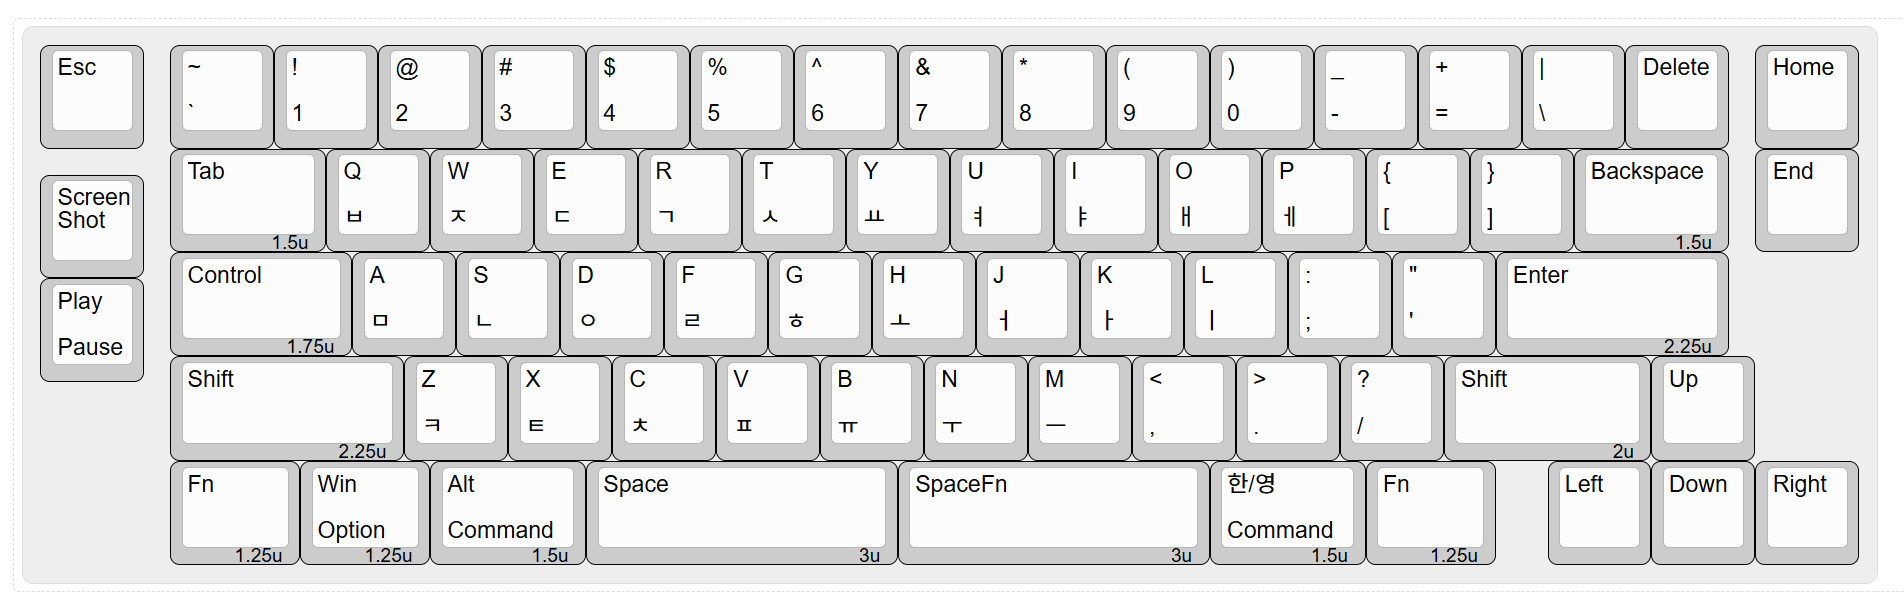 Esc
~ ! @ # $ % ^ & * ( ) _ + | Delete Home
` 1 2 3 4 5 6 7 8 9 0 - = \
Tab Q W E R T Y U I O P { } Backspace End
ㅂ ㅈ ㄷ ㄱ ㅅ ㅛ ㅕ ㅑ ㅐ ㅔ [ ]
1.5u 1.5u
Screen
Shot
Control A S D F G H J K L : " Enter
ㅁ ㄴ ㅇ ㄹ ㅎ ㅗ ㅓ ㅏ ㅣ ; '
1.75u 2.25u
Play
Pause
Shift Z X C V B N M < > ? Shift Up
ㅋ ㅌ ㅊ ㅍ ㅠ ㅜ ㅡ , . /
2.25u 2u
Fn Win Alt Space SpaceFn 한/영 Fn Left Down Right
Option Command Command
1.25u 1.25u 1.5u 3u 3u 1.5u 1.25u